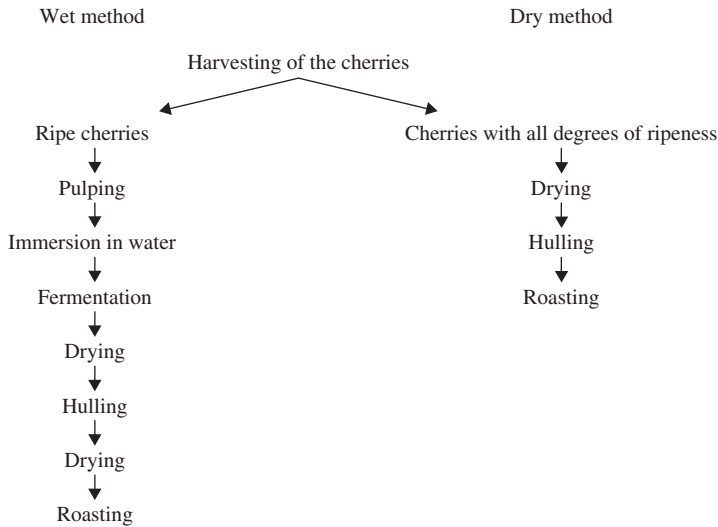 Wet method
Dry method
Harvesting of the cherries
Ripe cherries
Cherries with all degrees of ripeness
Pulping
Drying
Immersion in water
Hulling
Fermentation
Roasting
Drying
Hulling
Drying
Roasting